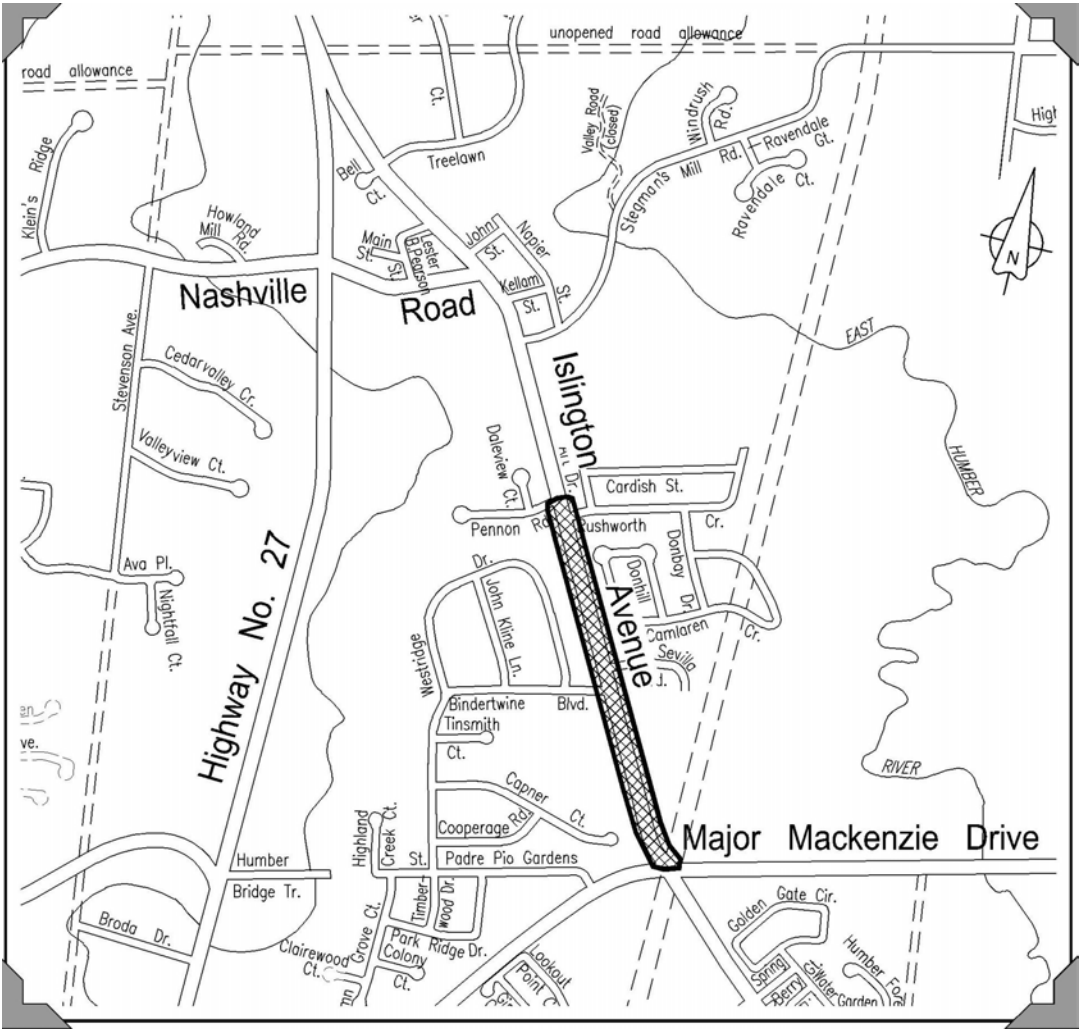 unopened road allowance
road allowance
Klein's Ridge
Howland
Mill Rd.
Bell
Ct.
Ct.
Treelawn
Valley Road
(closed)
Windrush
Rd.
Ravendale
Gt.
Stegman's Mill Rd.
Ravendale Ct.
High
N
Main
St.
St.
Lester
B.Pearson
John
St.
Napier
St.
Kellam
St.
Nashville Road
Stevenson Ave.
Cedarvalley Cr.
Valleyview Ct.
EAST
HUMBER
RIVER
Islington
Avenue
Daleview
Ct.
Dr.
Cardish St.
Pennon Rd.
Rushworth
Cr.
Donbay
Dr.
Donhill
Camlaren
Cr.
Sevilla
Ava Pl.
Nightfall Ct.
Highway No. 27
Dr.
John Kline Ln.
Westridge
Bindertwine Blvd.
Tinsmith
Ct.
Capner Ct.
Cooperage Rd.
Highland
Creek Ct.
St.
Padre Pio Gardens
Timber-
wood Dr.
Major Mackenzie Drive
Humber
Bridge Tr.
Broda Dr.
ve.
Grove Ct.
Park Ridge Dr.
Colony
Ct.
Clairewood
Ct.
Lookout
Point
Golden Gate Cir.
Spring
Berry
Water
Garden
Humber